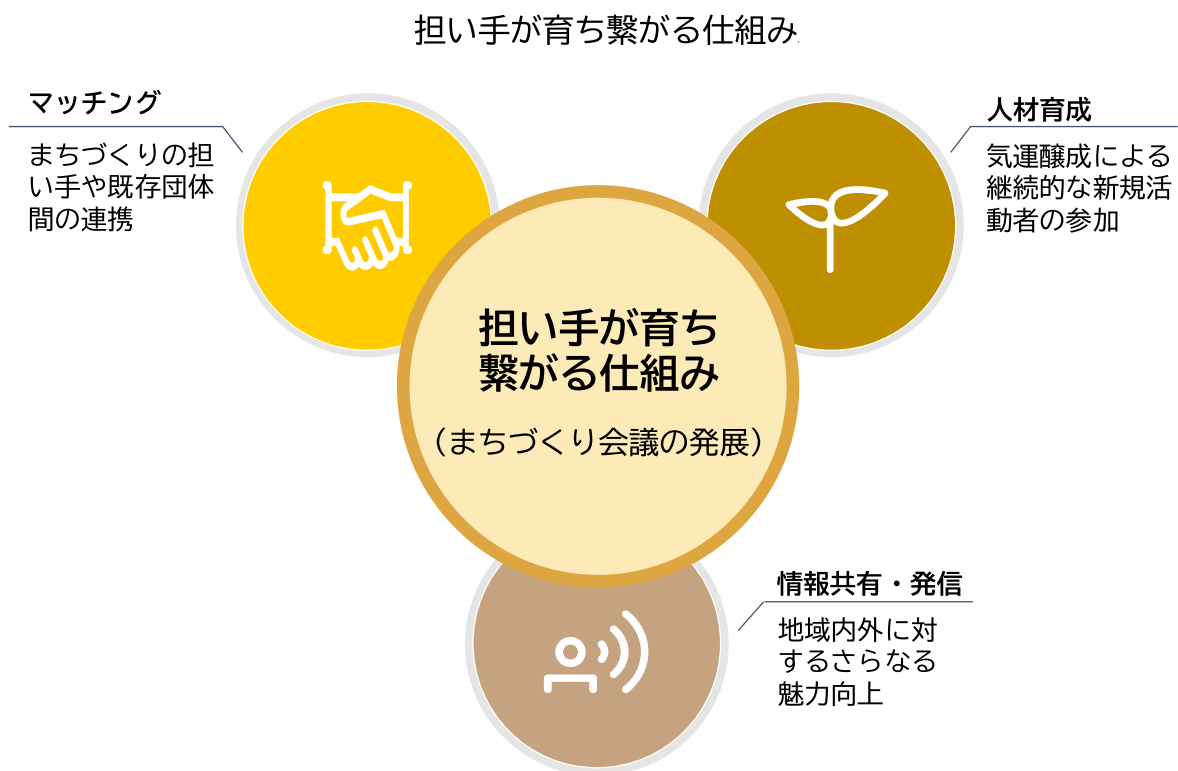 担い手が育ち繋がる仕組み
マッチング
まちづくりの担
い手や既存団体
間の連携
人材育成
気運醸成による
継続的な新規活
動者の参加
担い手が育ち
繋がる仕組み
（まちづくり会議の発展）
情報共有・発信
地域内外に対
するさらなる
魅力向上